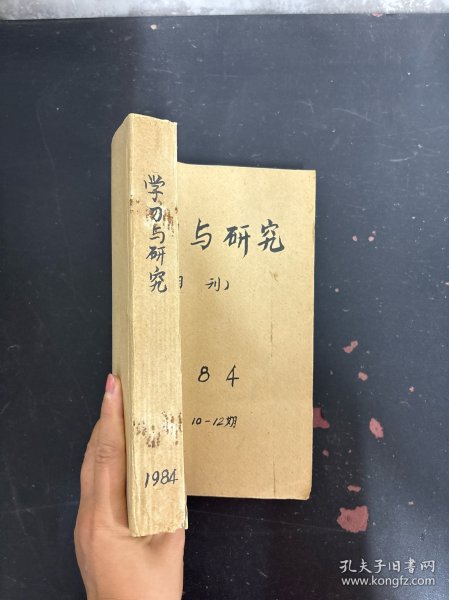 学习与研究
1984
与研究
月 刊）
84
10-12期
孔夫子旧书网
www.kongfz.com